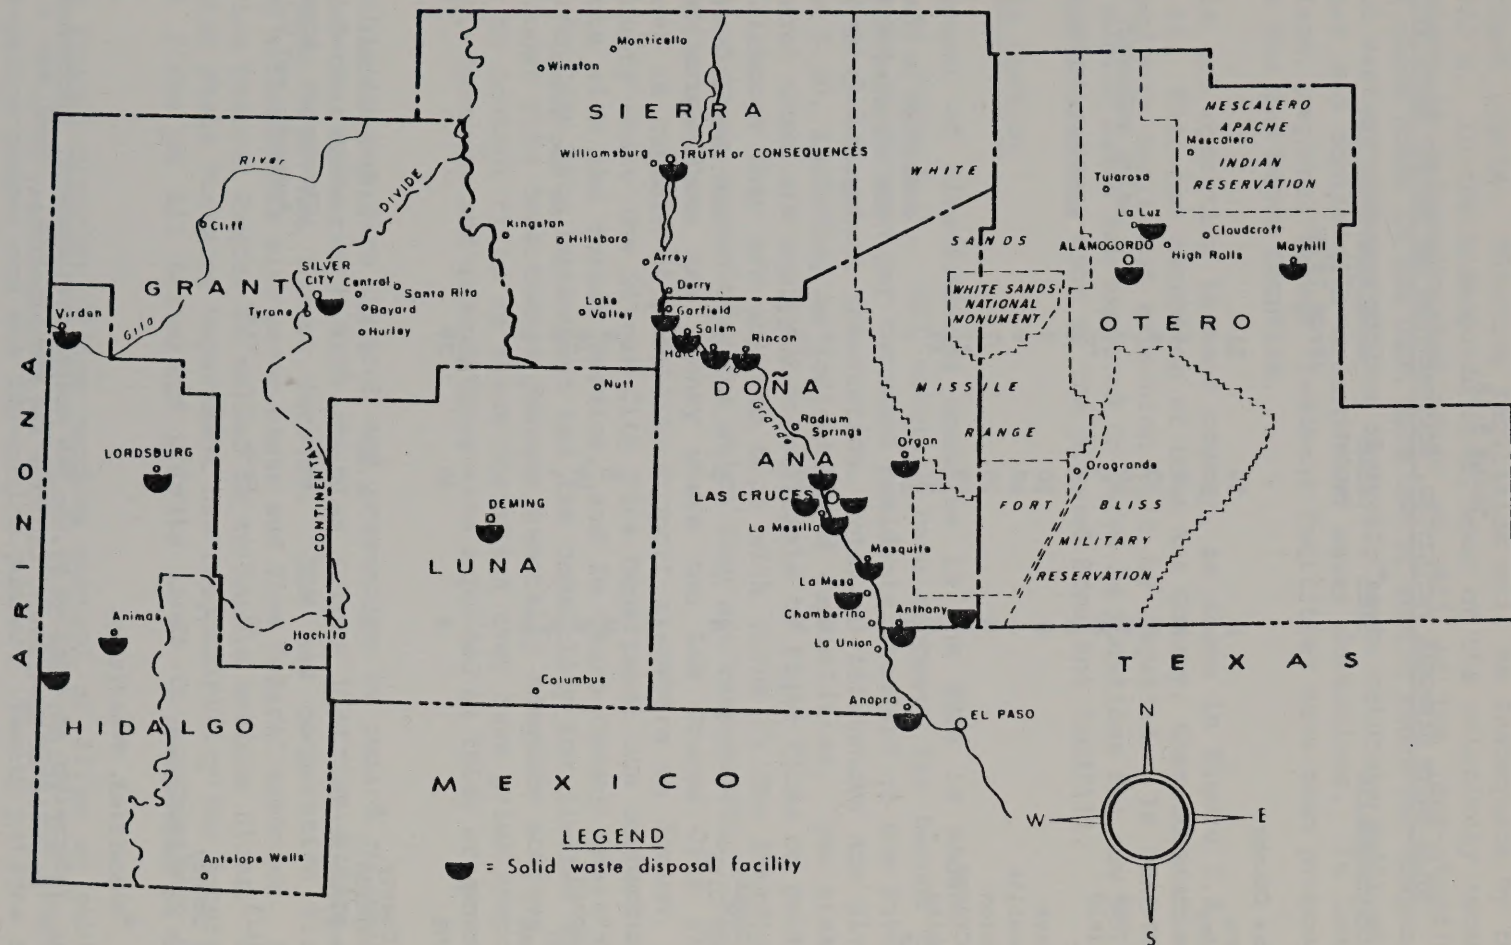 Monticello
Winston
SIERRA
MESCALERO
APACHE
Mescalero
INDIAN
RESERVATION
River
Williamsburg
TRUTH or CONSEQUENCES
WHITE
DIVIDE
Tularosa
Cliff
Kingston
Hillsboro
La Luz
Cloudcroft
SANDS
ALAMOGORDO
High Rolls
Mayhill
Arrey
SILVER
CITY
Central
Santa Rita
GRANT
Derry
WHITE SANDS
NATIONAL
MONUMENT
Virden
Gila
Tyrone
Bayard
Hurley
Lake
Valley
Garfield
Salem
Rincon
OTERO
Hatch
ARIZONA
Nutt
DOÑA
Grande
MISSILE
Radium
Springs
RANGE
Organ
LORDSBURG
ANA
Orogrande
CONTINENTAL
DEMING
LAS CRUCES
La Mesilla
FORT BLISS
MILITARY
RESERVATION
LUNA
Mesquite
La Mesa
Animas
Chamberino
Anthony
Hachita
La Union
TEXAS
Columbus
Anapra
EL PASO
HIDALGO
N
MEXICO
W
E
LEGEND
= Solid waste disposal facility
Antelope Wells
S